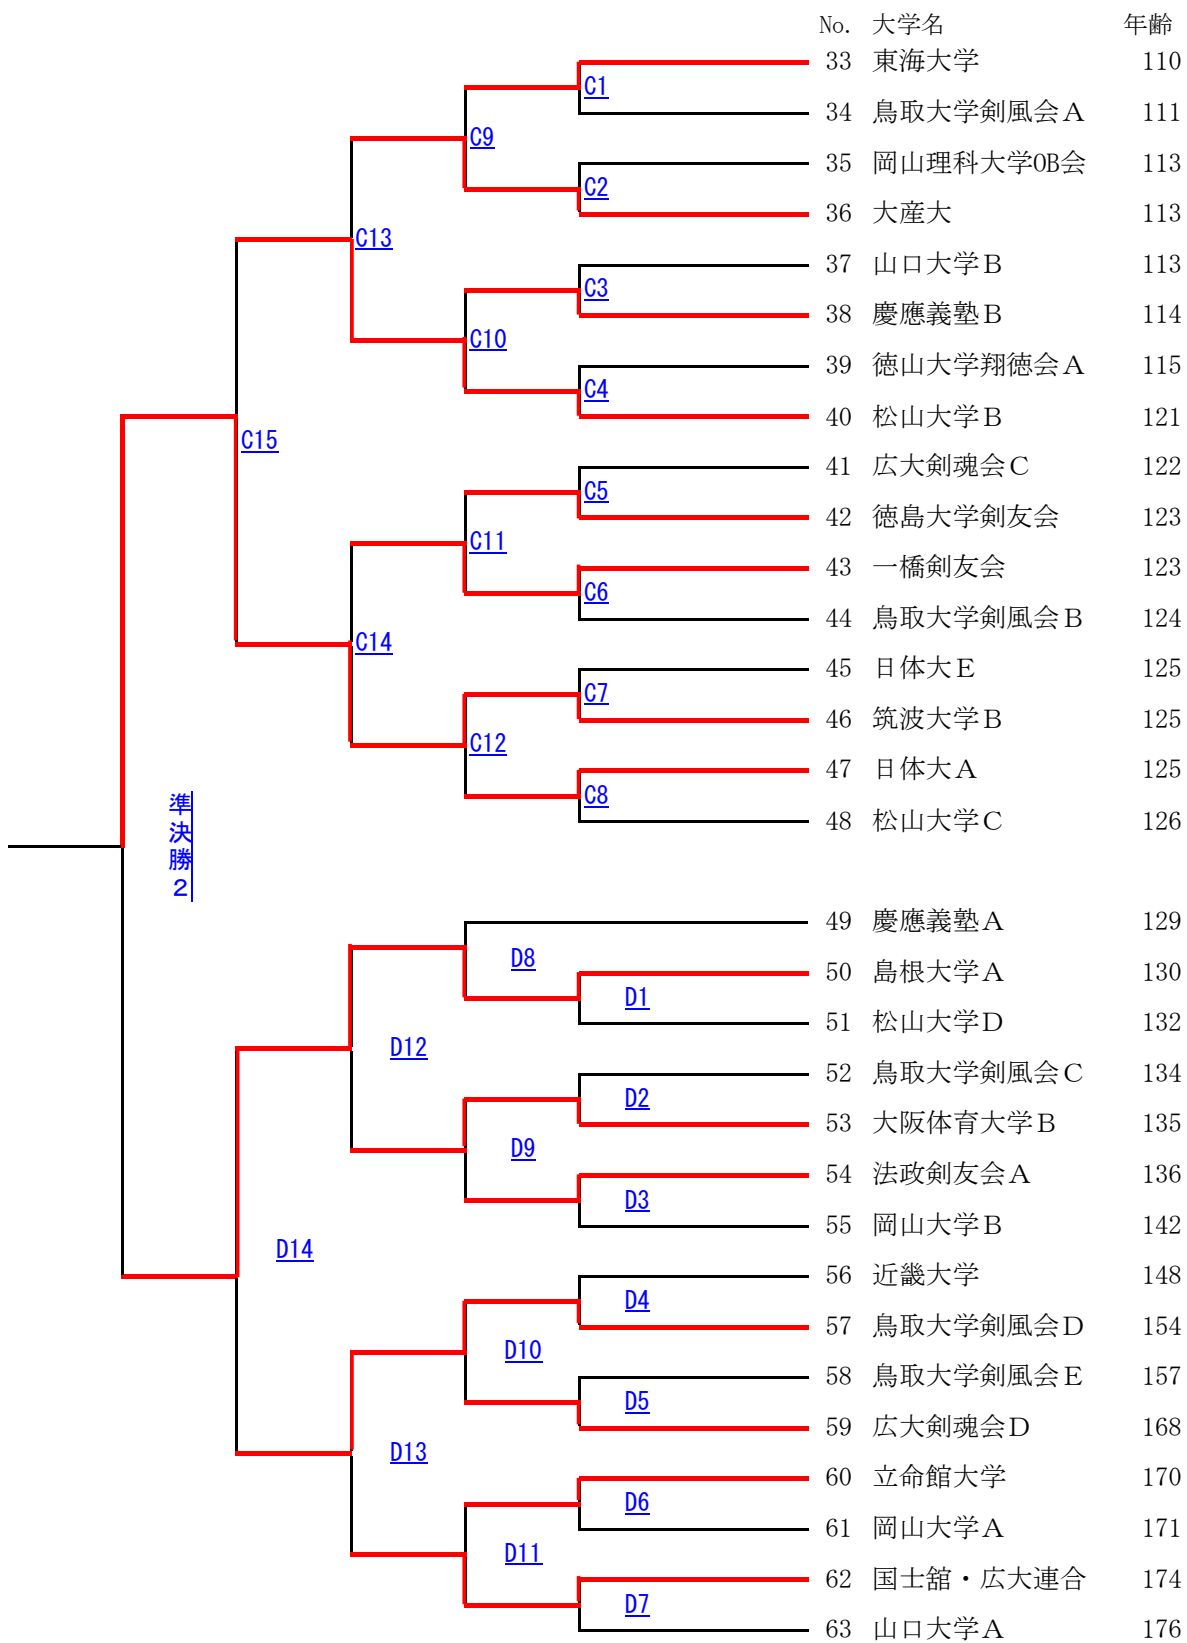 No. 大学名 年齢
33 東海大学 110
C1
34 鳥取大学剣風会Ａ 111
C9
35 岡山理科大学OB会 113
C2
36 大産大 113
C13
37 山口大学Ｂ 113
C3
38 慶應義塾Ｂ 114
C10
39 徳山大学翔徳会Ａ 115
C4
40 松山大学Ｂ 121
C15
41 広大剣魂会Ｃ 122
C5
42 徳島大学剣友会 123
C11
43 一橋剣友会 123
C6
44 鳥取大学剣風会Ｂ 124
C14
45 日体大Ｅ 125
C7
46 筑波大学Ｂ 125
C12
47 日体大Ａ 125
C8
48 松山大学Ｃ 126
準決勝２
49 慶應義塾Ａ 129
D8
50 島根大学Ａ 130
D1
51 松山大学Ｄ 132
D12
52 鳥取大学剣風会Ｃ 134
D2
53 大阪体育大学Ｂ 135
D9
54 法政剣友会Ａ 136
D3
55 岡山大学Ｂ 142
D14
56 近畿大学 148
D4
57 鳥取大学剣風会Ｄ 154
D10
58 鳥取大学剣風会Ｅ 157
D5
59 広大剣魂会Ｄ 168
D13
60 立命館大学 170
D6
61 岡山大学Ａ 171
D11
62 国士舘・広大連合 174
D7
63 山口大学Ａ 176